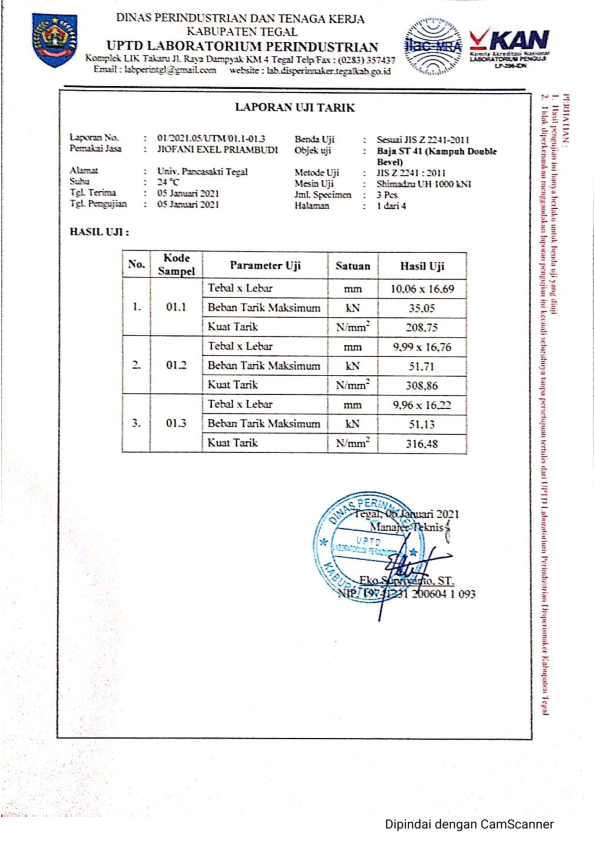 DINAS PERINDUSTRIAN DAN TENAGA KERJA
KABUPATEN TEGAL
UPTD LABORATORIUM PERINDUSTRIAN
Komplek LIK Takaru Jl. Raya Dampyak KM 4 Tegal Telp/Fax : (0283) 357437
Email : labperintgl@gmail.com website : lab.disperinnaker.tegalkab.go.id
ilac-MRA
KAN
Komite Akreditasi Nasional
LABORATORIUM PENGUJI
LP-296-IDN
LAPORAN UJI TARIK
Laporan No. : 01/2021.05/UTM/01.1-01.3
Pemakai Jasa : JIOFANI EXEL PRIAMBUDI
Alamat : Univ. Pancasakti Tegal
Suhu : 24 °C
Tgl. Terima : 05 Januari 2021
Tgl. Pengujian : 05 Januari 2021
Benda Uji : Sesuai JIS Z 2241-2011
Objek uji : Baja ST 41 (Kampuh Double
Bevel)
Metode Uji : JIS Z 2241 : 2011
Mesin Uji : Shimadzu UH 1000 kNI
Jml. Specimen : 3 Pcs
Halaman : 1 dari 4
HASIL UJI :
No. Kode Sampel Parameter Uji Satuan Hasil Uji
1. 01.1 Tebal x Lebar mm 10,06 x 16,69
Beban Tarik Maksimum kN 35,05
Kuat Tarik N/mm² 208,75
2. 01.2 Tebal x Lebar mm 9,99 x 16,76
Beban Tarik Maksimum kN 51,71
Kuat Tarik N/mm² 308,86
3. 01.3 Tebal x Lebar mm 9,96 x 16,22
Beban Tarik Maksimum kN 51,13
Kuat Tarik N/mm² 316,48
Tegal, 06 Januari 2021
Manajer Teknis
DINAS PERINNAKER
UPTD
LABORATORIUM PERINDUSTRIAN
KABUPATEN
Eko Supriyanto, ST.
NIP. 19741231 200604 1 093
PERHATIAN :
1. Hasil pengujian ini hanya berlaku untuk benda uji yang diuji
2. Tidak diperkenankan menggandakan laporan pengujian ini kecuali seluruhnya tanpa persetujuan tertulis dari UPTD Laboratorium Perindustrian Disperinnaker Kabupaten Tegal
Dipindai dengan CamScanner